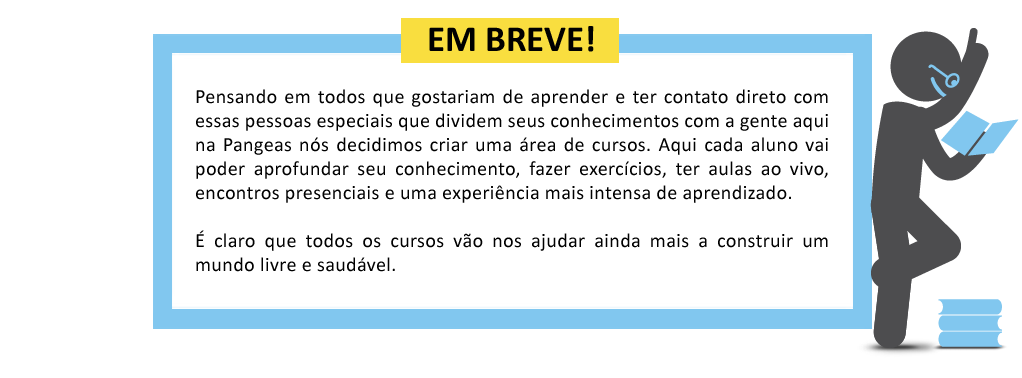 EM BREVE!
Pensando em todos que gostariam de aprender e ter contato direto com
essas pessoas especiais que dividem seus conhecimentos com a gente aqui
na Pangeas nós decidimos criar uma área de cursos. Aqui cada aluno vai
poder aprofundar seu conhecimento, fazer exercícios, ter aulas ao vivo,
encontros presenciais e uma experiência mais intensa de aprendizado.
É claro que todos os cursos vão nos ajudar ainda mais a construir um
mundo livre e saudável.